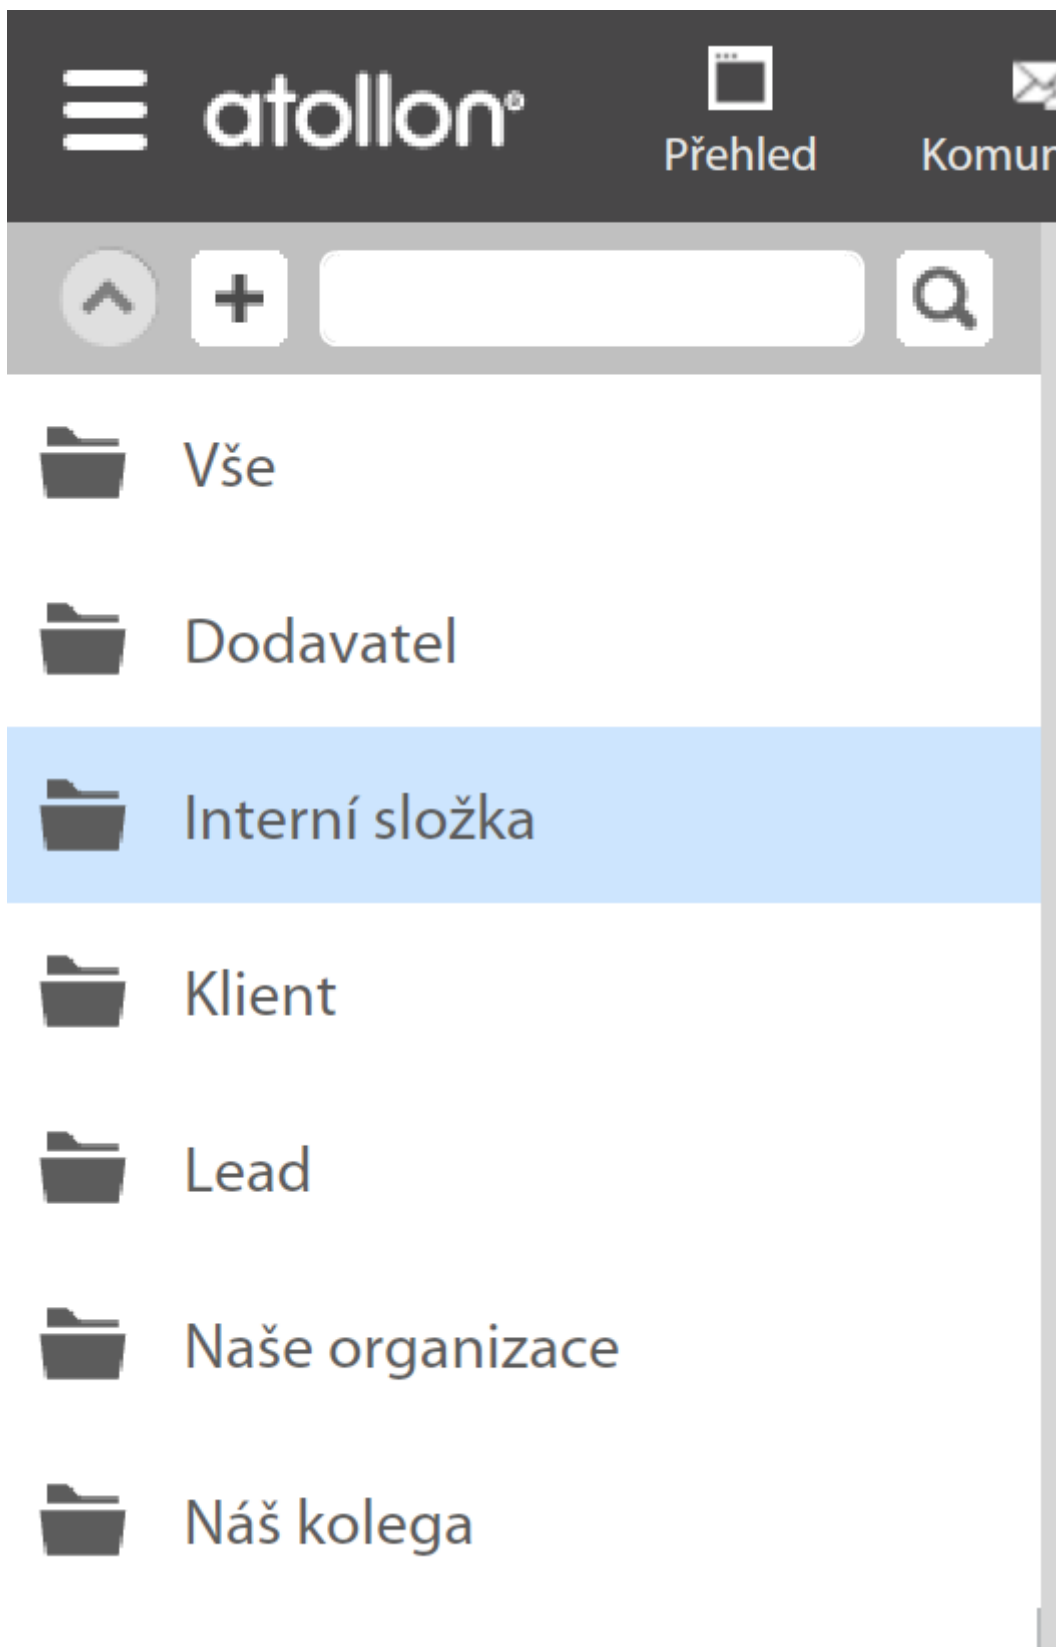 atollon®
Přehled
Vše
Dodavatel
Interní složka
Klient
Lead
Naše organizace
Náš kolega